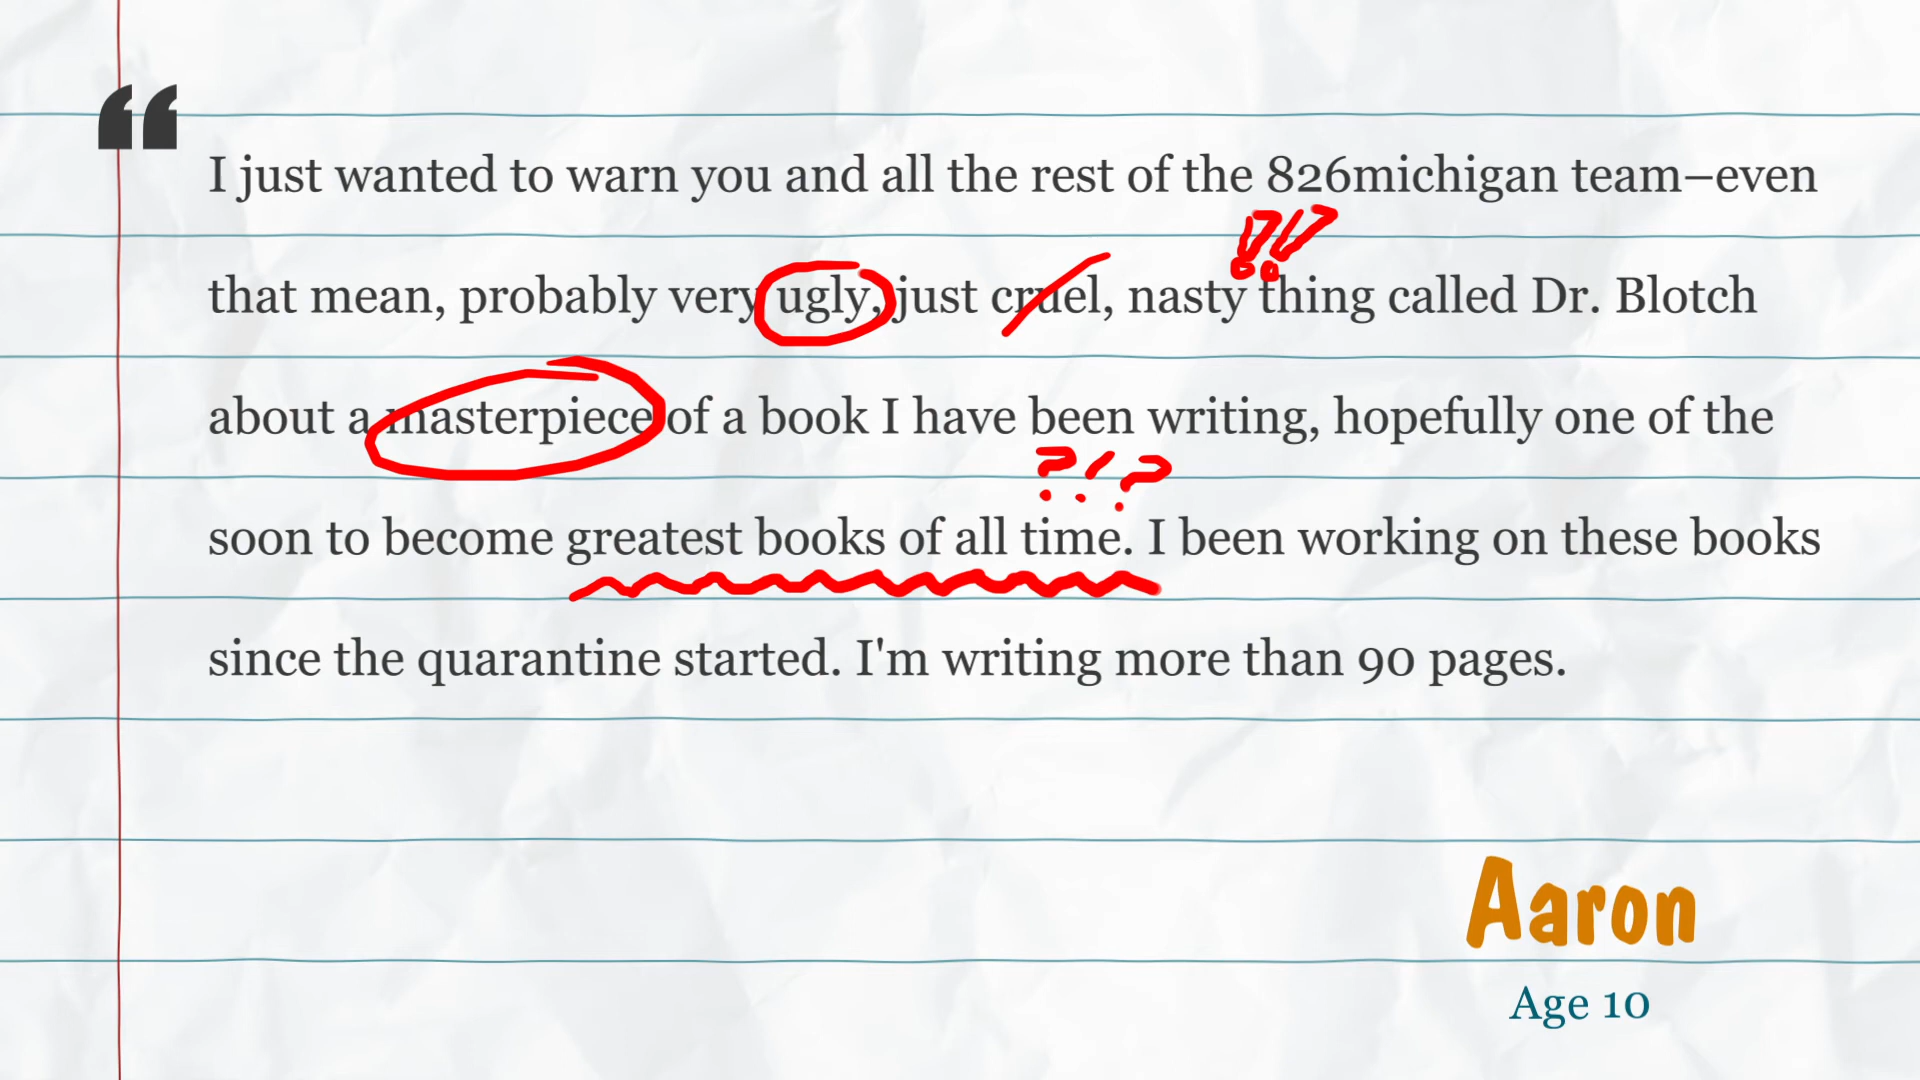 “
I just wanted to warn you and all the rest of the 826michigan team–even
!?!?
that mean, probably very ugly, just cruel, nasty thing called Dr. Blotch
about a masterpiece of a book I have been writing, hopefully one of the
?!?
soon to become greatest books of all time. I been working on these books
since the quarantine started. I'm writing more than 90 pages.
Aaron
Age 10